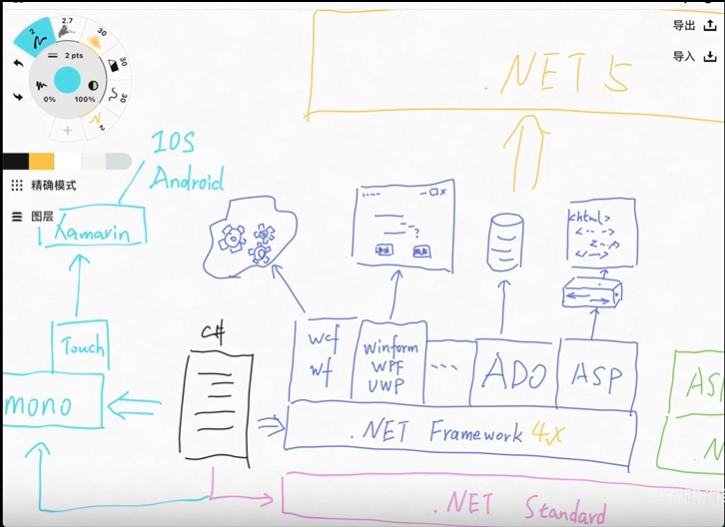 导出
导入
2
2.7
30
30
30
2
2 pts
0%
100%
精确模式
图层
.NET 5
IOS
Android
Xamarin
Touch
mono
C#
<html>
<-- -->
?
wcf
wf
Winform
WPF
UWP
...
ADO
ASP
.NET Framework 4.x
.NET Standard
AS
.N